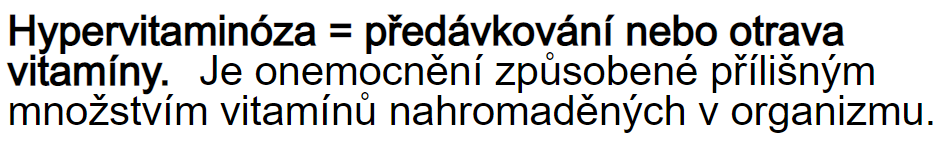 Hypervitaminóza = předávkování nebo otrava
vitamíny. Je onemocnění způsobené přílišným
množstvím vitamínů nahromaděných v organizmu.